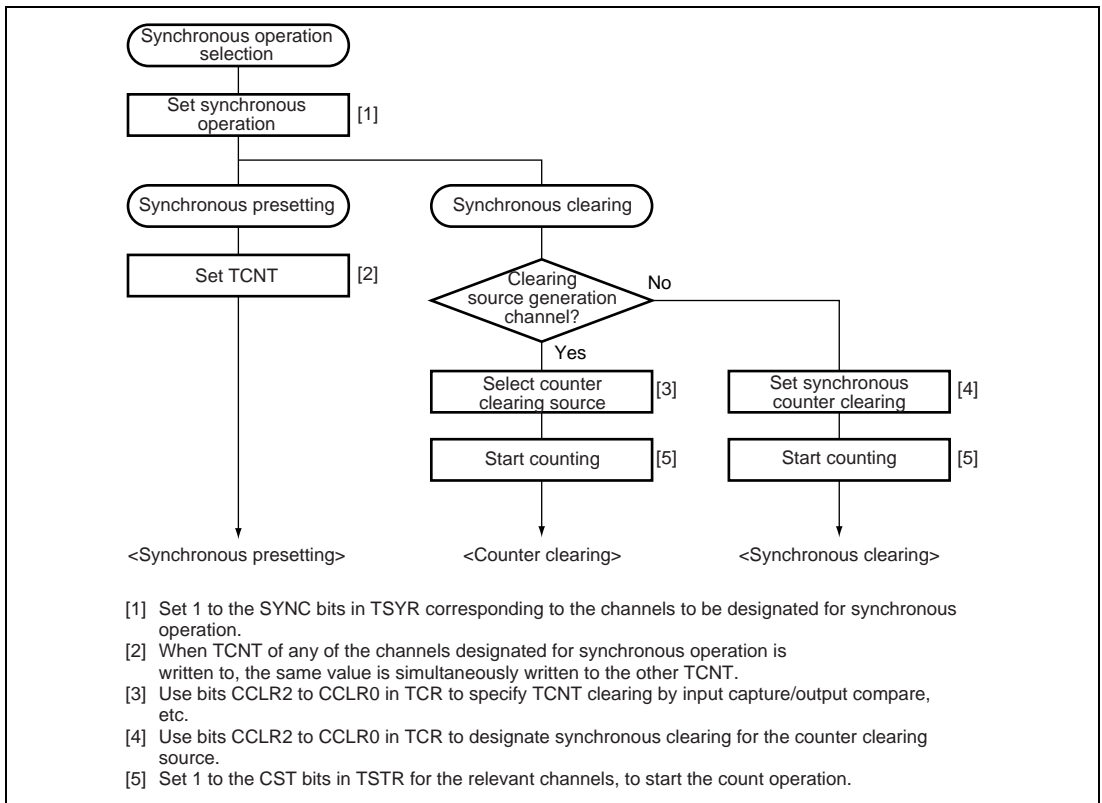 Synchronous operation
selection
Set synchronous
operation
[1]
Synchronous presetting
Synchronous clearing
Set TCNT
[2]
Clearing
source generation
channel?
No
Yes
Select counter
clearing source
[3]
Set synchronous
counter clearing
[4]
Start counting
[5]
Start counting
[5]
<Synchronous presetting>
<Counter clearing>
<Synchronous clearing>
[1] Set 1 to the SYNC bits in TSYR corresponding to the channels to be designated for synchronous
operation.
[2] When TCNT of any of the channels designated for synchronous operation is
written to, the same value is simultaneously written to the other TCNT.
[3] Use bits CCLR2 to CCLR0 in TCR to specify TCNT clearing by input capture/output compare,
etc.
[4] Use bits CCLR2 to CCLR0 in TCR to designate synchronous clearing for the counter clearing
source.
[5] Set 1 to the CST bits in TSTR for the relevant channels, to start the count operation.